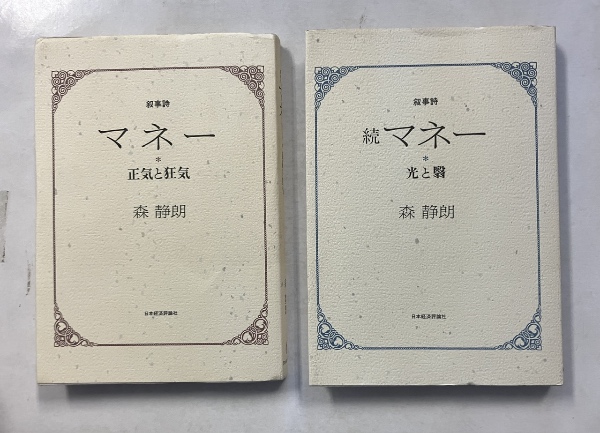 叙事詩
マネー
*
正気と狂気
森 静朗
日本経済評論社
叙事詩
続マネー
*
光と翳
森 静朗
日本経済評論社